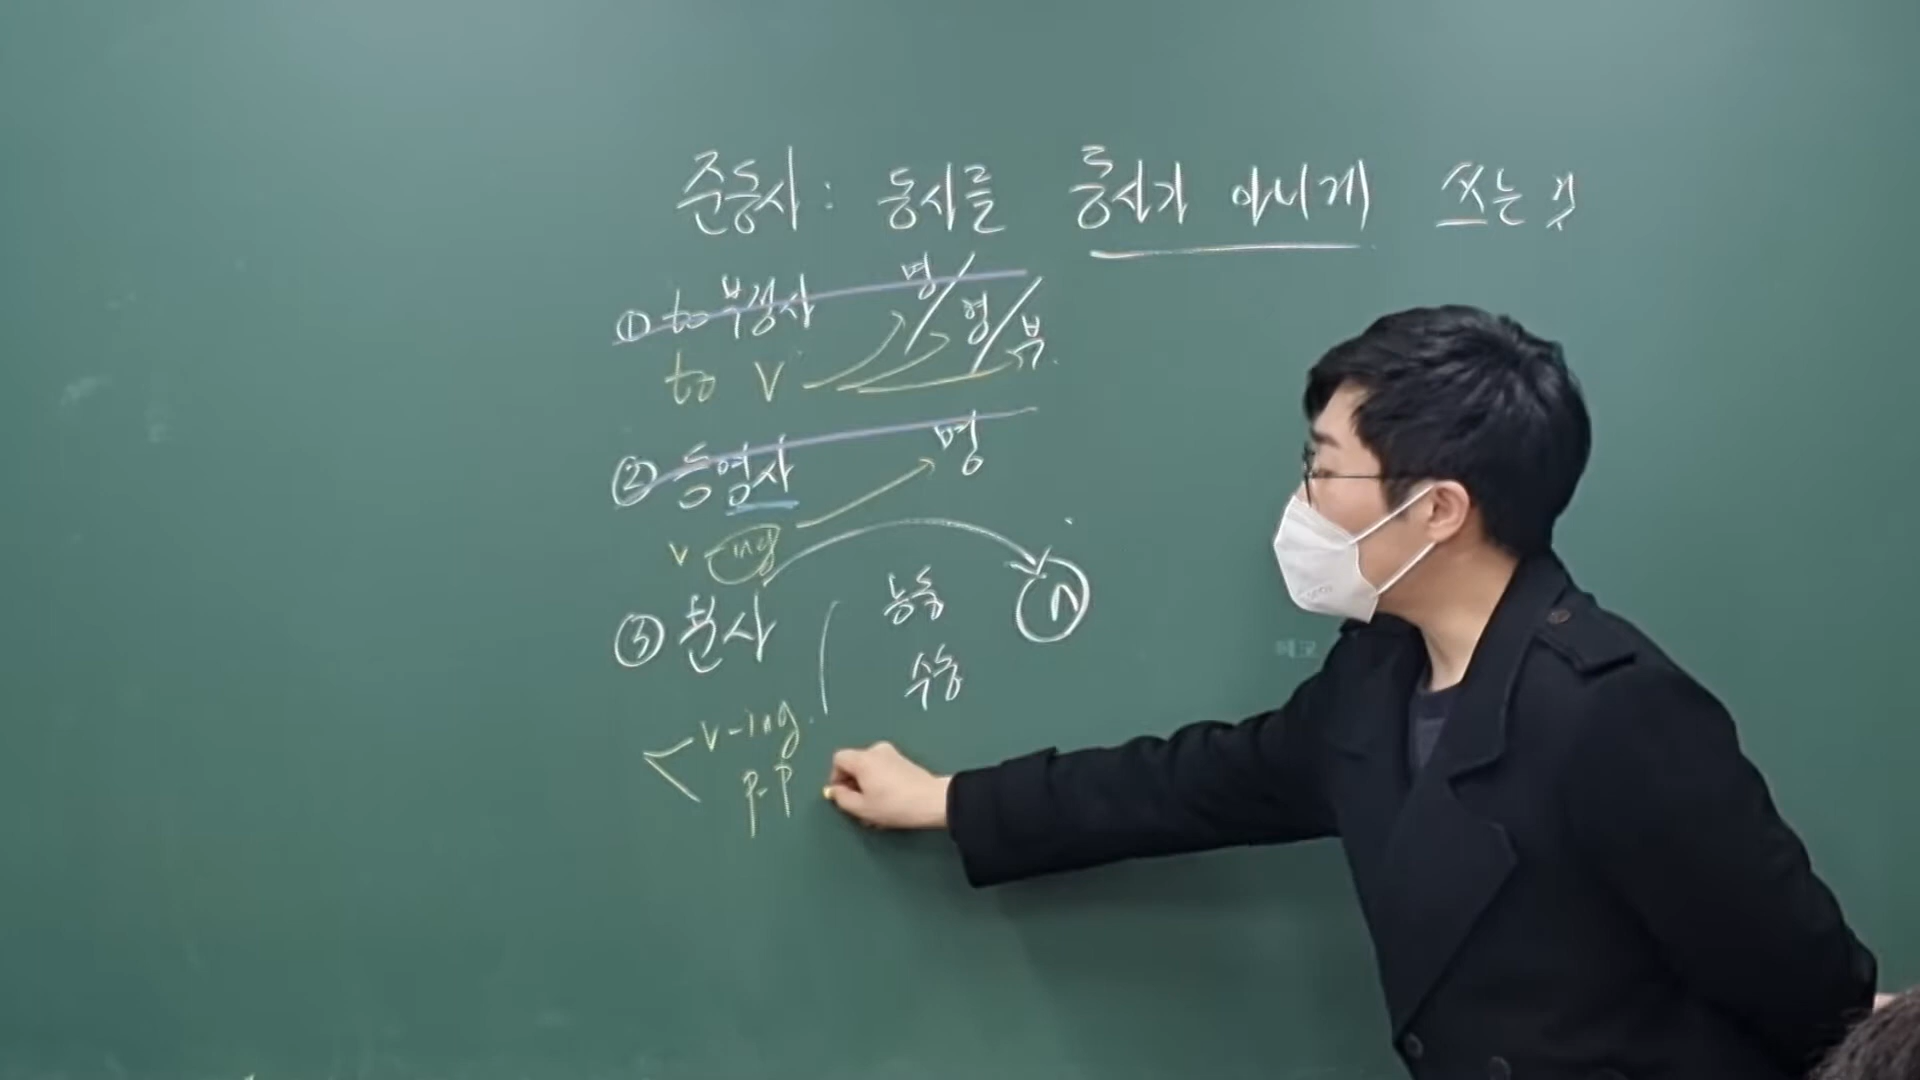 준동사 : 동사를 동사가 아니게 쓰는 것
① to 부정사 명/형/부.
to V
② 동명사 명
v -ing
③ 분사 능동 ⓝ
수동
v-ing.
p.p